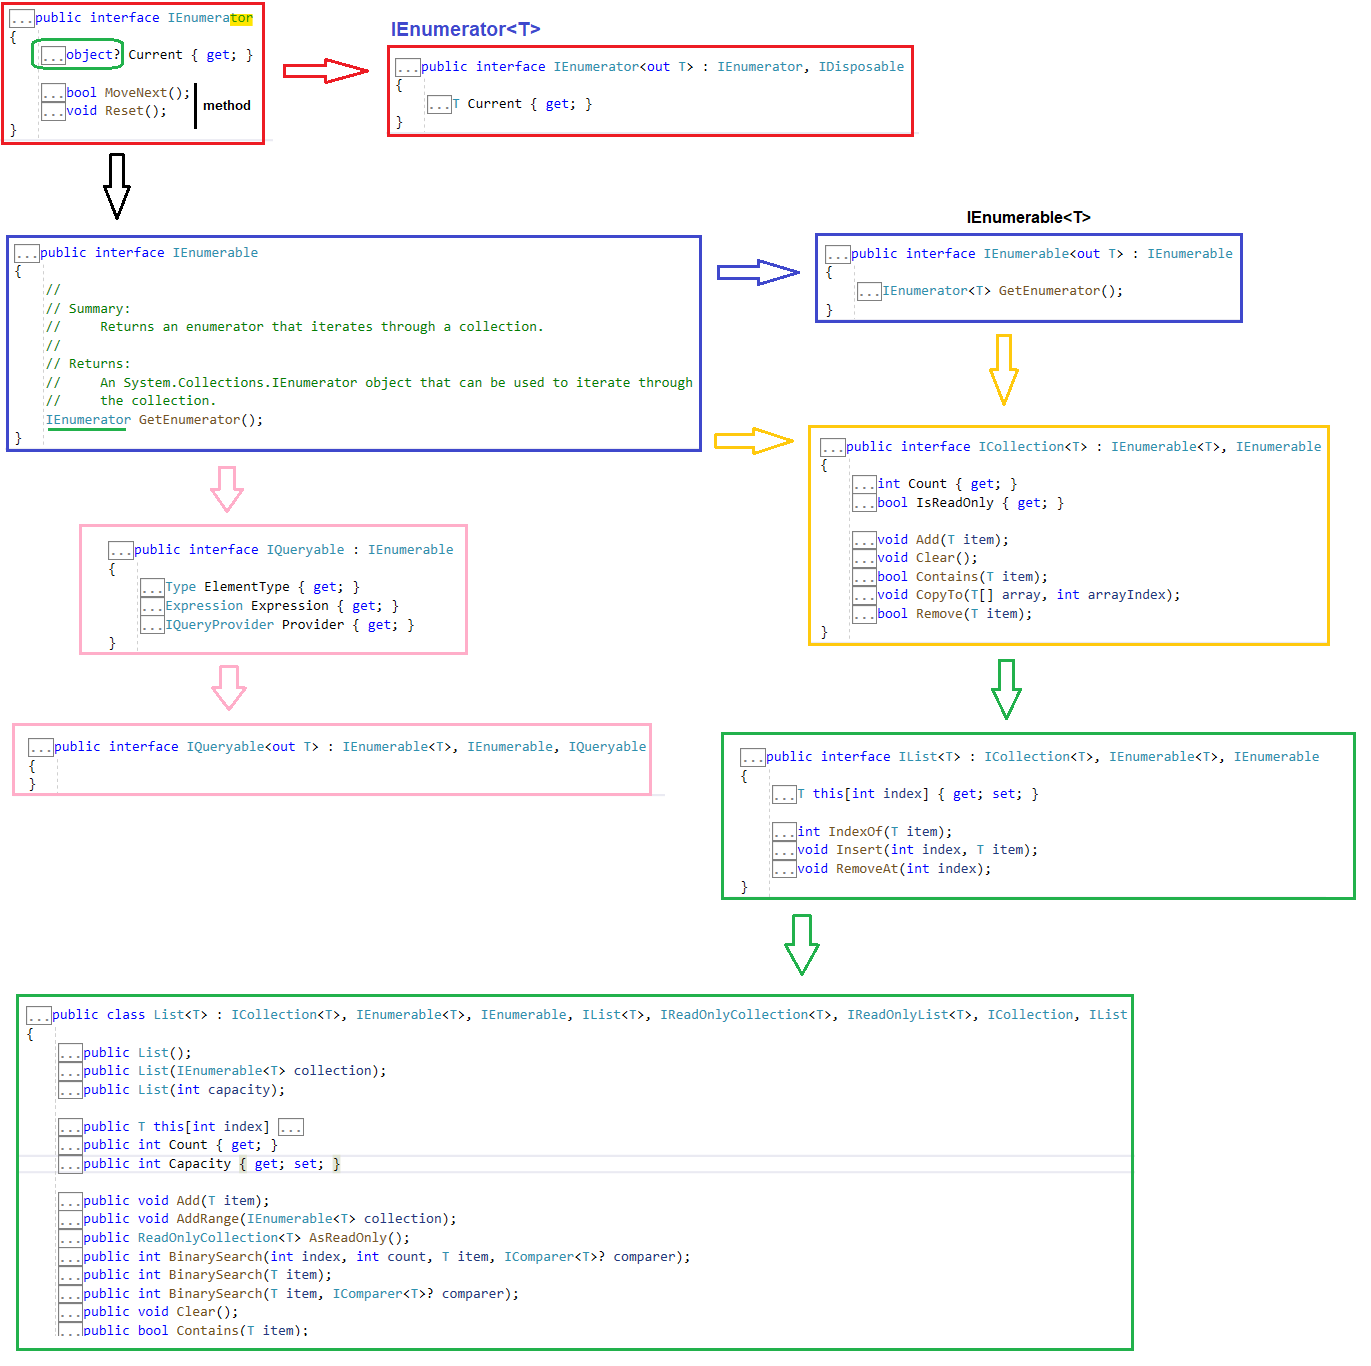 ...public interface IEnumerator
{
...object? Current { get; }
...bool MoveNext();
...void Reset();
method
}
IEnumerator<T>
...public interface IEnumerator<out T> : IEnumerator, IDisposable
{
...T Current { get; }
}
...public interface IEnumerable
{
//
// Summary:
//     Returns an enumerator that iterates through a collection.
//
// Returns:
//     An System.Collections.IEnumerator object that can be used to iterate through
//     the collection.
IEnumerator GetEnumerator();
}
IEnumerable<T>
...public interface IEnumerable<out T> : IEnumerable
{
...IEnumerator<T> GetEnumerator();
}
...public interface ICollection<T> : IEnumerable<T>, IEnumerable
{
...int Count { get; }
...bool IsReadOnly { get; }
...void Add(T item);
...void Clear();
...bool Contains(T item);
...void CopyTo(T[] array, int arrayIndex);
...bool Remove(T item);
}
...public interface IQueryable : IEnumerable
{
...Type ElementType { get; }
...Expression Expression { get; }
...IQueryProvider Provider { get; }
}
...public interface IQueryable<out T> : IEnumerable<T>, IEnumerable, IQueryable
{
}
...public interface IList<T> : ICollection<T>, IEnumerable<T>, IEnumerable
{
...T this[int index] { get; set; }
...int IndexOf(T item);
...void Insert(int index, T item);
...void RemoveAt(int index);
}
...public class List<T> : ICollection<T>, IEnumerable<T>, IEnumerable, IList<T>, IReadOnlyCollection<T>, IReadOnlyList<T>, ICollection, IList
{
...public List();
...public List(IEnumerable<T> collection);
...public List(int capacity);
...public T this[int index] ...
...public int Count { get; }
...public int Capacity { get; set; }
...public void Add(T item);
...public void AddRange(IEnumerable<T> collection);
...public ReadOnlyCollection<T> AsReadOnly();
...public int BinarySearch(int index, int count, T item, IComparer<T>? comparer);
...public int BinarySearch(T item);
...public int BinarySearch(T item, IComparer<T>? comparer);
...public void Clear();
...public bool Contains(T item);